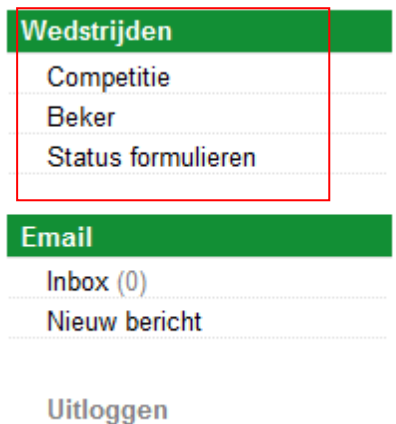 Wedstrijden
Competitie
Beker
Status formulieren
Email
Inbox (0)
Nieuw bericht
Uitloggen